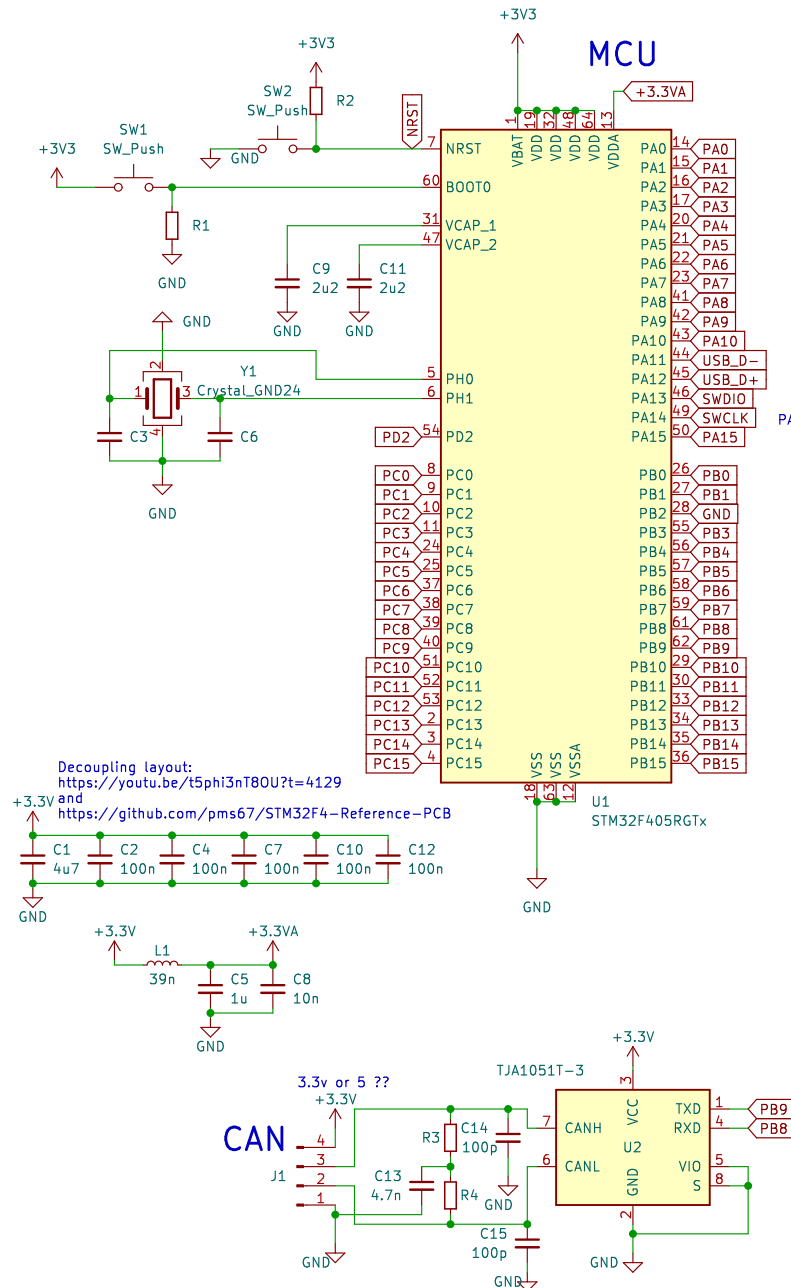 +3V3
MCU
+3V3
SW2
SW_Push
R2
NRST
+3.3VA
SW1
SW_Push
+3V3
GND
R1
GND
7 NRST
60 BOOT0
31 VCAP_1
47 VCAP_2
1 VBAT
19 VDD
32 VDD
48 VDD
64 VDD
13 VDDA
C9
2u2
C11
2u2
GND
GND
GND
Y1
Crystal_GND24
1
2
3
4
C3
C6
GND
5 PH0
6 PH1
PD2 54 PD2
PC0 8 PC0
PC1 9 PC1
PC2 10 PC2
PC3 11 PC3
PC4 24 PC4
PC5 25 PC5
PC6 37 PC6
PC7 38 PC7
PC8 39 PC8
PC9 40 PC9
PC10 51 PC10
PC11 52 PC11
PC12 53 PC12
PC13 2 PC13
PC14 3 PC14
PC15 4 PC15
PA0 14 PA0
PA1 15 PA1
PA2 16 PA2
PA3 17 PA3
PA4 20 PA4
PA5 21 PA5
PA6 22 PA6
PA7 23 PA7
PA8 41 PA8
PA9 42 PA9
PA10 43 PA10
PA11 44 USB_D-
PA12 45 USB_D+
PA13 46 SWDIO
PA14 49 SWCLK
PA15 50 PA15
PA
PB0 26 PB0
PB1 27 PB1
PB2 28 GND
PB3 55 PB3
PB4 56 PB4
PB5 57 PB5
PB6 58 PB6
PB7 59 PB7
PB8 61 PB8
PB9 62 PB9
PB10 29 PB10
PB11 30 PB11
PB12 33 PB12
PB13 34 PB13
PB14 35 PB14
PB15 36 PB15
18 VSS
63 VSS
12 VSSA
U1
STM32F405RGTx
GND
Decoupling layout:
https://youtu.be/t5phi3nT8OU?t=4129
and
https://github.com/pms67/STM32F4-Reference-PCB
+3.3V
C1
4u7
C2
100n
C4
100n
C7
100n
C10
100n
C12
100n
GND
+3.3V
+3.3VA
L1
39n
C5
1u
C8
10n
GND
3.3v or 5 ??
+3.3V
CAN
J1
4
3
2
1
R3
C14
100p
C13
4.7n
R4
GND
C15
100p
GND
GND
+3.3V
TJA1051T-3
3 VCC
7 CANH
6 CANL
U2
GND 2
TXD 1 PB9
RXD 4 PB8
VIO 5
S 8
GND